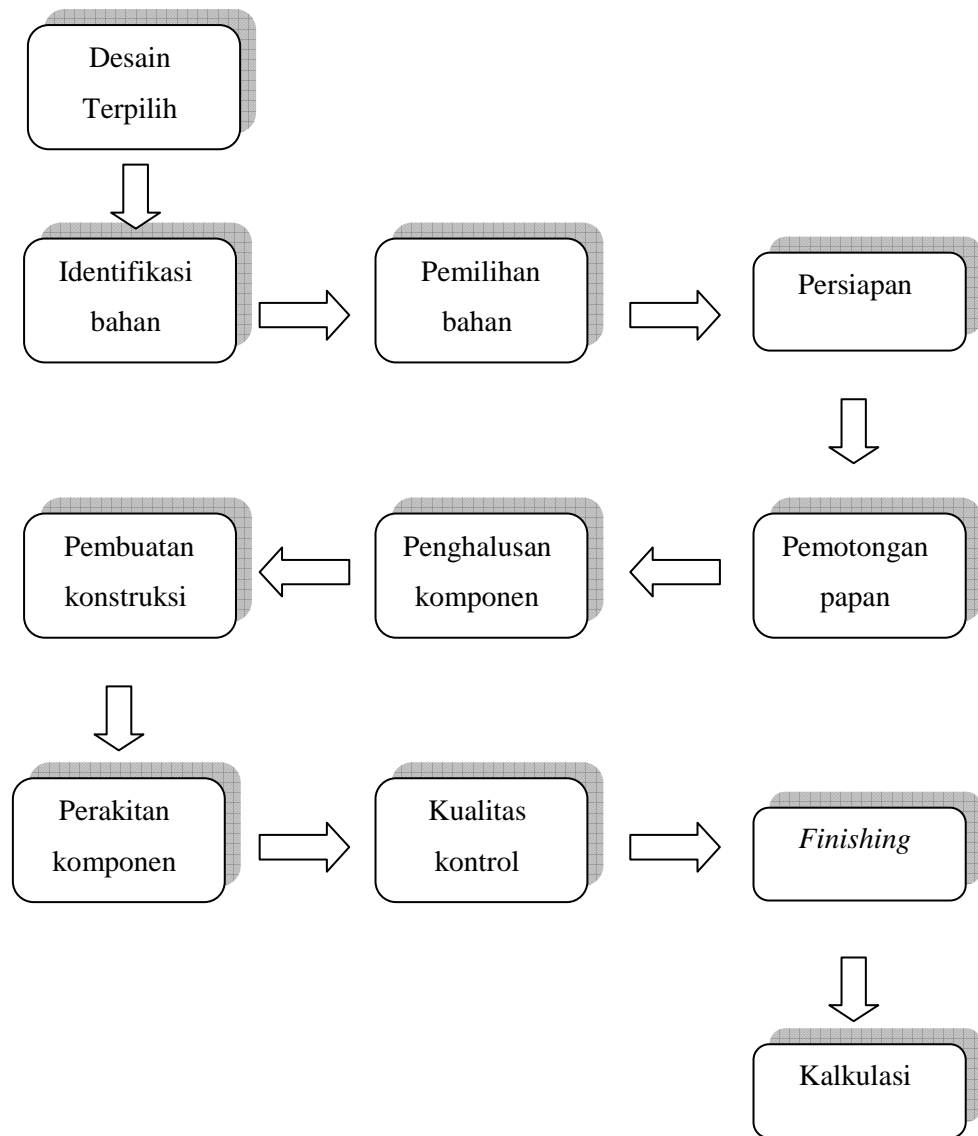 Desain
Terpilih
Identifikasi
bahan
Pemilihan
bahan
Persiapan
Pemotongan
papan
Penghalusan
komponen
Pembuatan
konstruksi
Perakitan
komponen
Kualitas
kontrol
Finishing
Kalkulasi